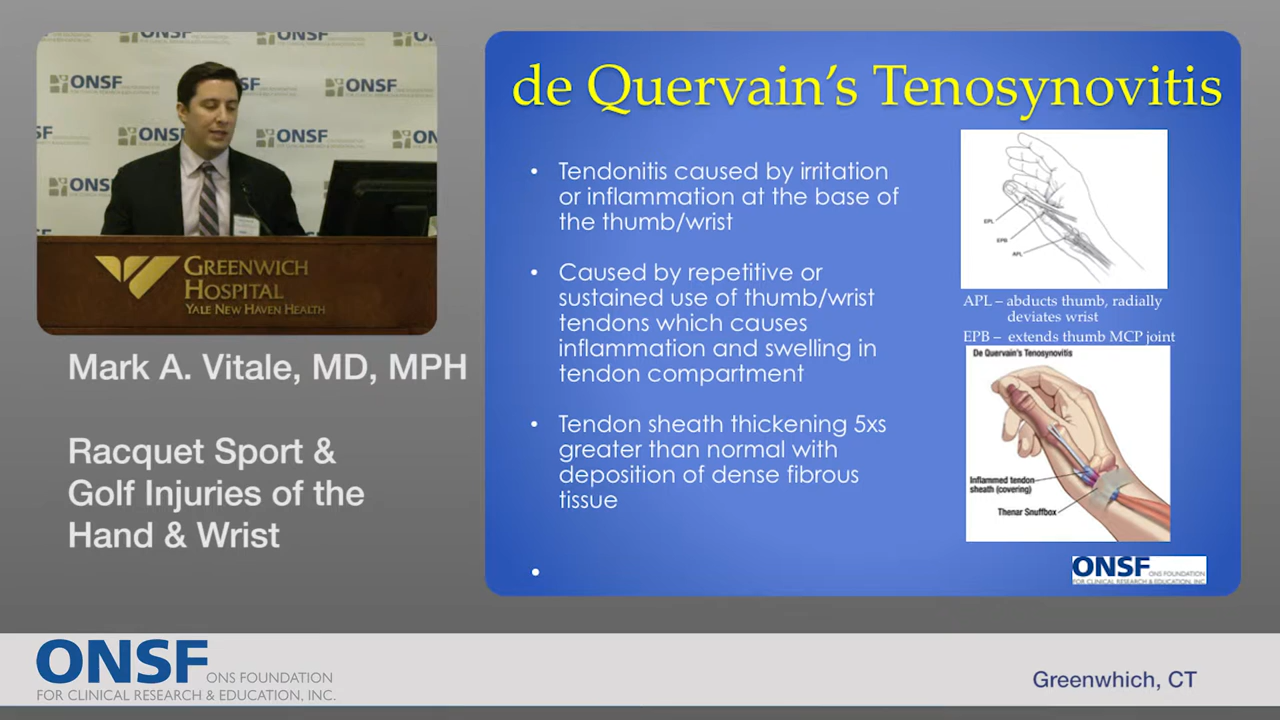 ONSF
ONSF
ONSF
ONSF
ONSF
ONSF
ONSF
GREENWICH
HOSPITAL
YALE NEW HAVEN HEALTH
Mark A. Vitale, MD, MPH
Racquet Sport &
Golf Injuries of the
Hand & Wrist
de Quervain's Tenosynovitis
• Tendonitis caused by irritation
or inflammation at the base of
the thumb/wrist
• Caused by repetitive or
sustained use of thumb/wrist
tendons which causes
inflammation and swelling in
tendon compartment
• Tendon sheath thickening 5xs
greater than normal with
deposition of dense fibrous
tissue
•
EPL
EPB
APL
APL – abducts thumb, radially
deviates wrist
EPB – extends thumb MCP joint
De Quervain's Tenosynovitis
Inflammed tendon
sheath (covering)
Thenar Snuffbox
ONSF ONS FOUNDATION
FOR CLINICAL RESEARCH & EDUCATION, INC.
ONSF ONS FOUNDATION
FOR CLINICAL RESEARCH & EDUCATION, INC.
Greenwhich, CT